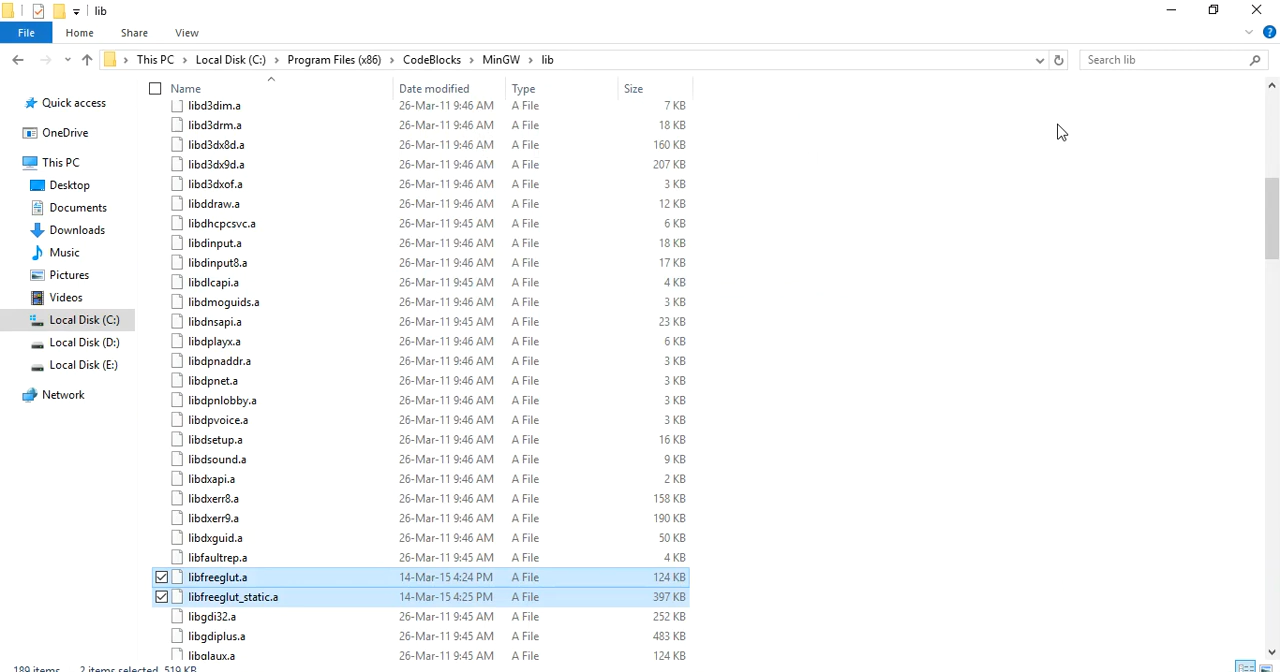 lib
File Home Share View
This PC Local Disk (C:) Program Files (x86) CodeBlocks MinGW lib Search lib
Name Date modified Type Size
Quick access
OneDrive
This PC
Desktop
Documents
Downloads
Music
Pictures
Videos
Local Disk (C:)
Local Disk (D:)
Local Disk (E:)
Network
libd3dim.a 26-Mar-11 9:46 AM A File 7 KB
libd3drm.a 26-Mar-11 9:46 AM A File 18 KB
libd3dx8d.a 26-Mar-11 9:46 AM A File 160 KB
libd3dx9d.a 26-Mar-11 9:46 AM A File 207 KB
libd3dxof.a 26-Mar-11 9:46 AM A File 3 KB
libddraw.a 26-Mar-11 9:46 AM A File 12 KB
libdhcpcsvc.a 26-Mar-11 9:45 AM A File 6 KB
libdinput.a 26-Mar-11 9:46 AM A File 18 KB
libdinput8.a 26-Mar-11 9:46 AM A File 17 KB
libdlcapi.a 26-Mar-11 9:45 AM A File 4 KB
libdmoguids.a 26-Mar-11 9:46 AM A File 3 KB
libdnsapi.a 26-Mar-11 9:45 AM A File 23 KB
libdplayx.a 26-Mar-11 9:46 AM A File 6 KB
libdpnaddr.a 26-Mar-11 9:46 AM A File 3 KB
libdpnet.a 26-Mar-11 9:46 AM A File 3 KB
libdpnlobby.a 26-Mar-11 9:46 AM A File 3 KB
libdpvoice.a 26-Mar-11 9:46 AM A File 3 KB
libdsetup.a 26-Mar-11 9:46 AM A File 16 KB
libdsound.a 26-Mar-11 9:46 AM A File 9 KB
libdxapi.a 26-Mar-11 9:46 AM A File 2 KB
libdxerr8.a 26-Mar-11 9:46 AM A File 158 KB
libdxerr9.a 26-Mar-11 9:46 AM A File 190 KB
libdxguid.a 26-Mar-11 9:46 AM A File 50 KB
libfaultrep.a 26-Mar-11 9:45 AM A File 4 KB
libfreeglut.a 14-Mar-15 4:24 PM A File 124 KB
libfreeglut_static.a 14-Mar-15 4:25 PM A File 397 KB
libgdi32.a 26-Mar-11 9:45 AM A File 252 KB
libgdiplus.a 26-Mar-11 9:45 AM A File 483 KB
libglaux.a 26-Mar-11 9:45 AM A File 124 KB
189 items 2 items selected 519 KB